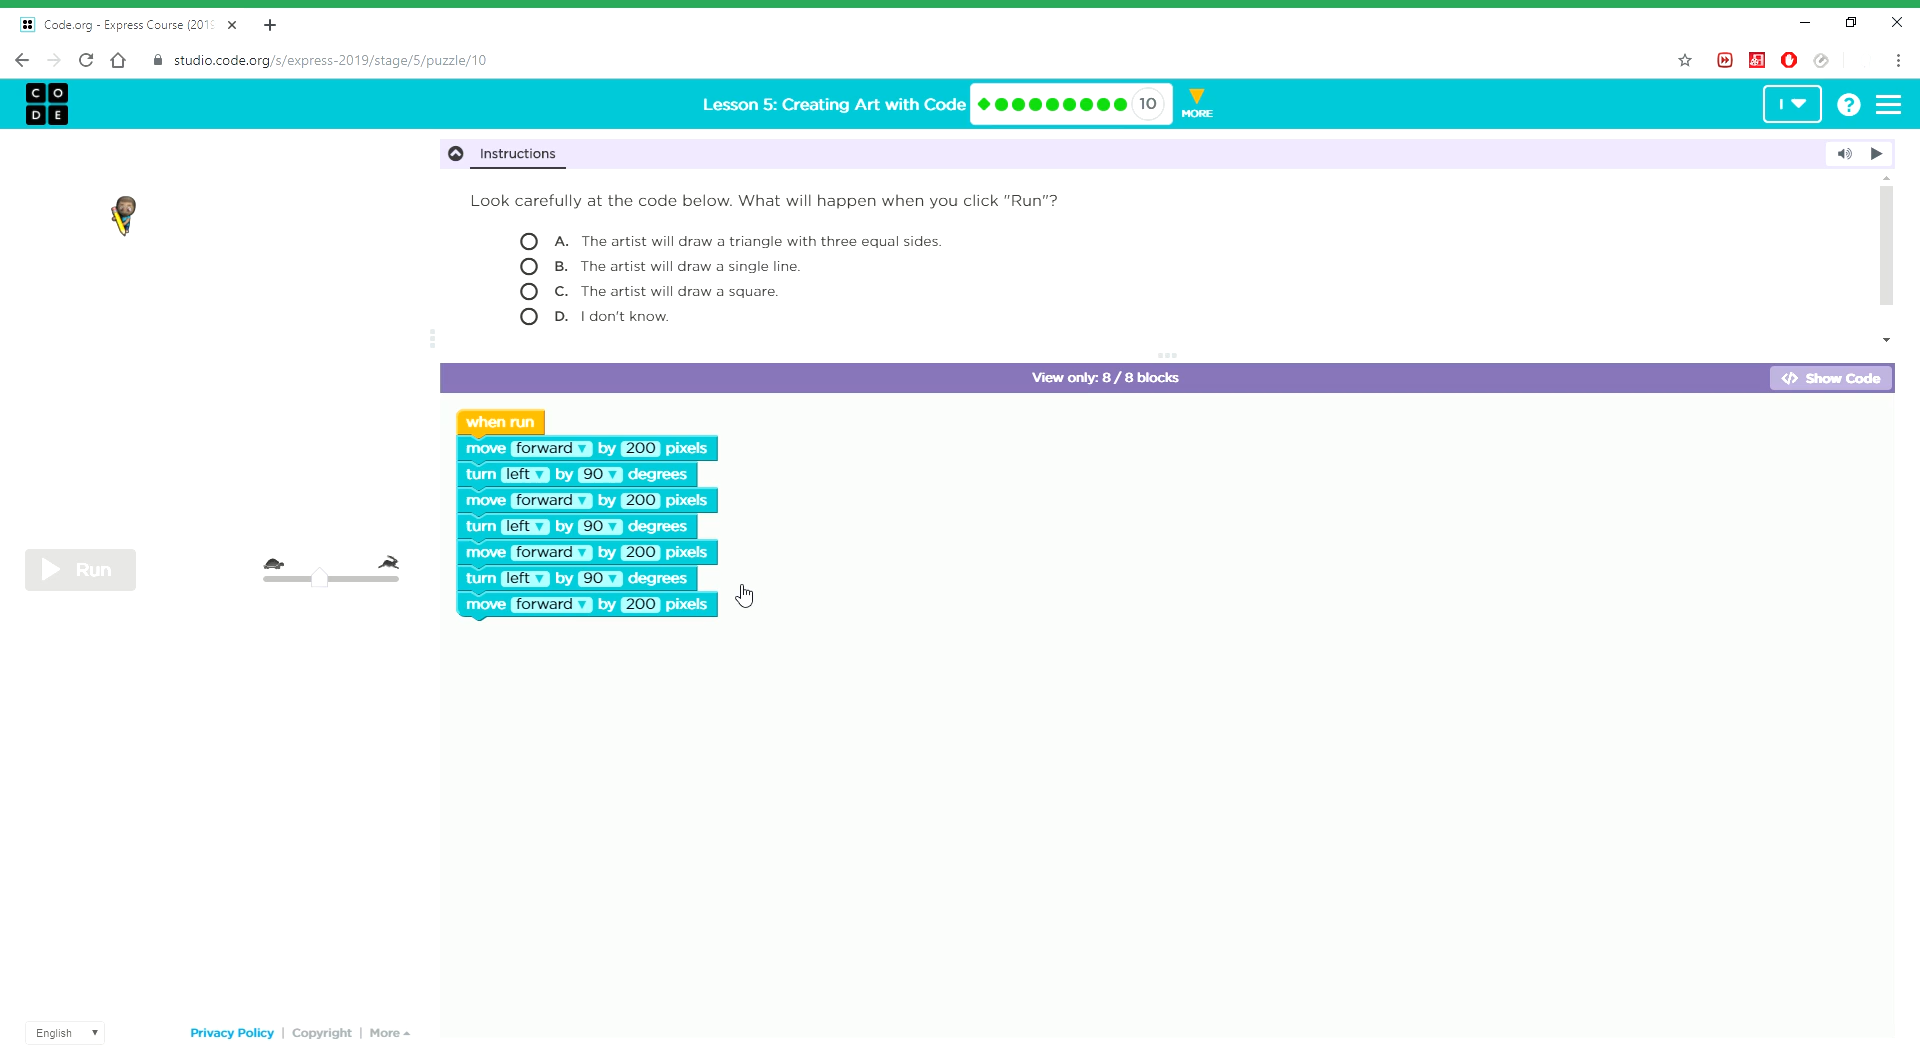 Code.org - Express Course (2019
studio.code.org/s/express-2019/stage/5/puzzle/10
C O
D E
Lesson 5: Creating Art with Code
10
MORE
I
?
Instructions
Look carefully at the code below. What will happen when you click "Run"?
A. The artist will draw a triangle with three equal sides.
B. The artist will draw a single line.
C. The artist will draw a square.
D. I don't know.
View only: 8 / 8 blocks
</> Show Code
when run
move forward by 200 pixels
turn left by 90 degrees
move forward by 200 pixels
turn left by 90 degrees
move forward by 200 pixels
turn left by 90 degrees
move forward by 200 pixels
Run
English
Privacy Policy | Copyright | More